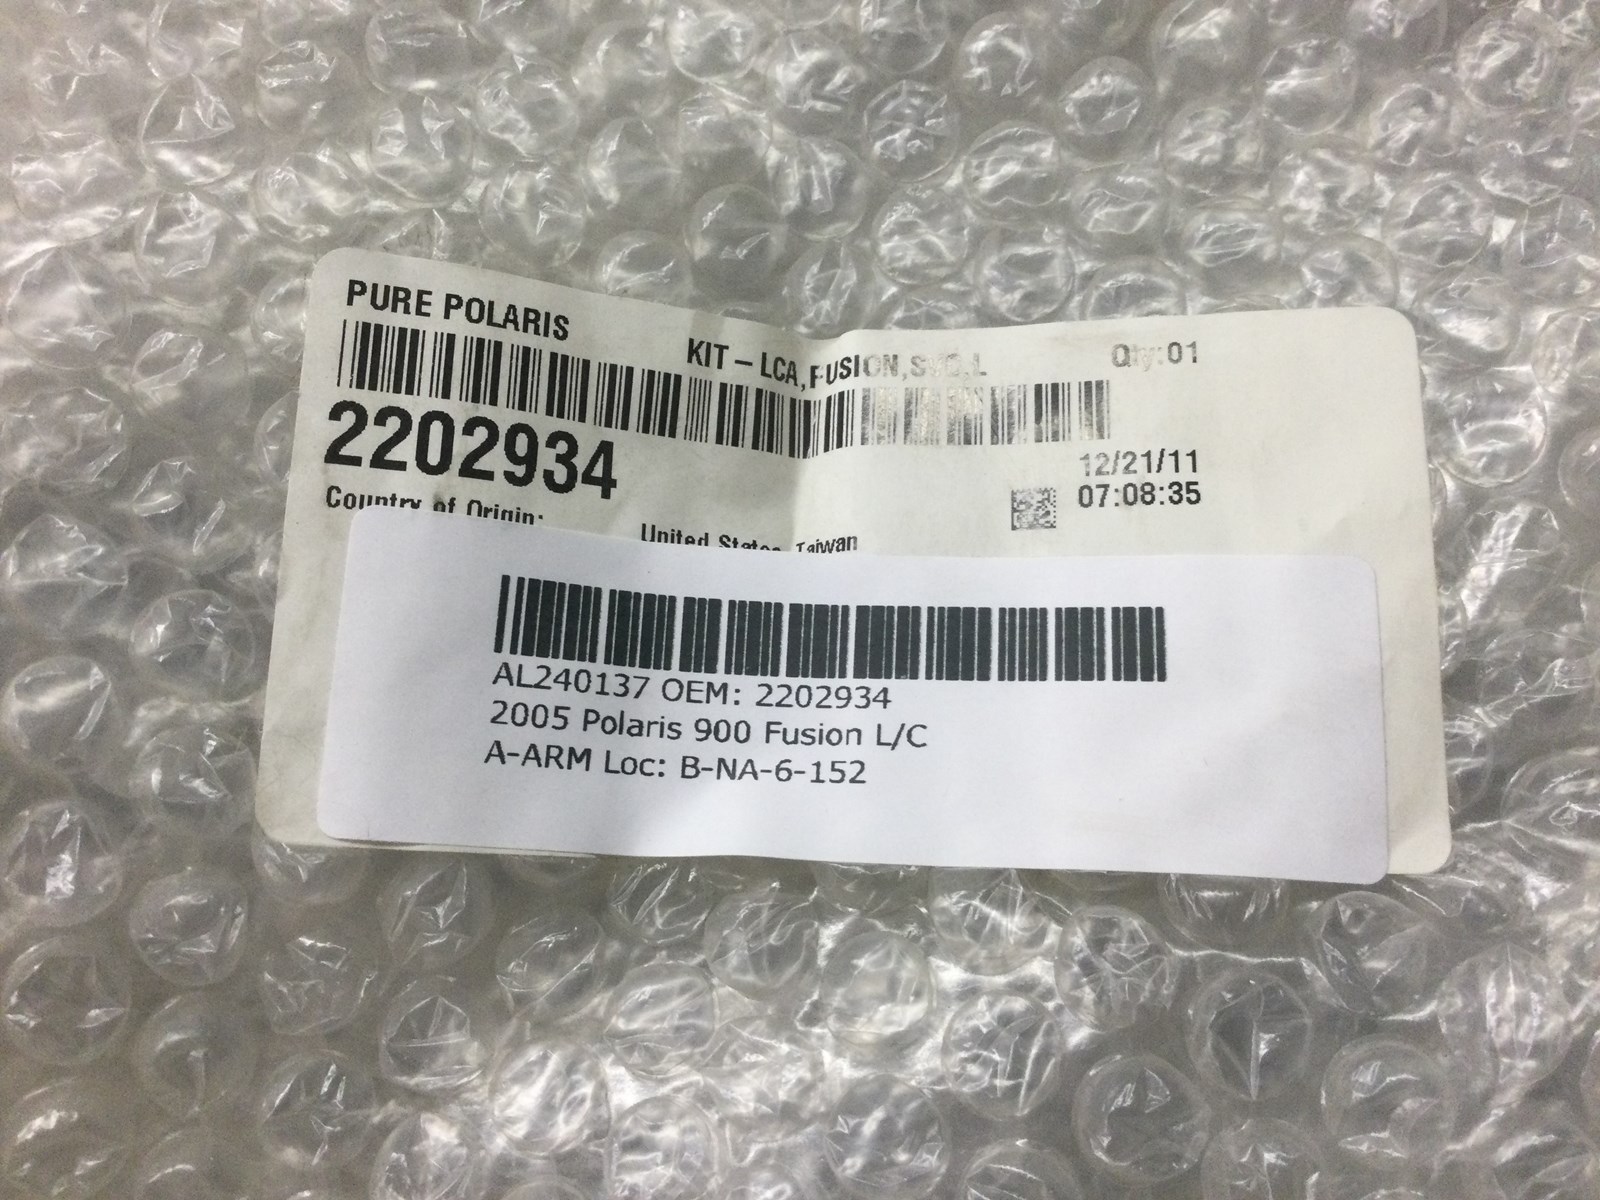 PURE POLARIS
KIT – LCA, FUSION, SVC, L
Qty:01
2202934
12/21/11
07:08:35
Country of Origin:
United States, Taiwan
AL240137 OEM: 2202934
2005 Polaris 900 Fusion L/C
A-ARM Loc: B-NA-6-152